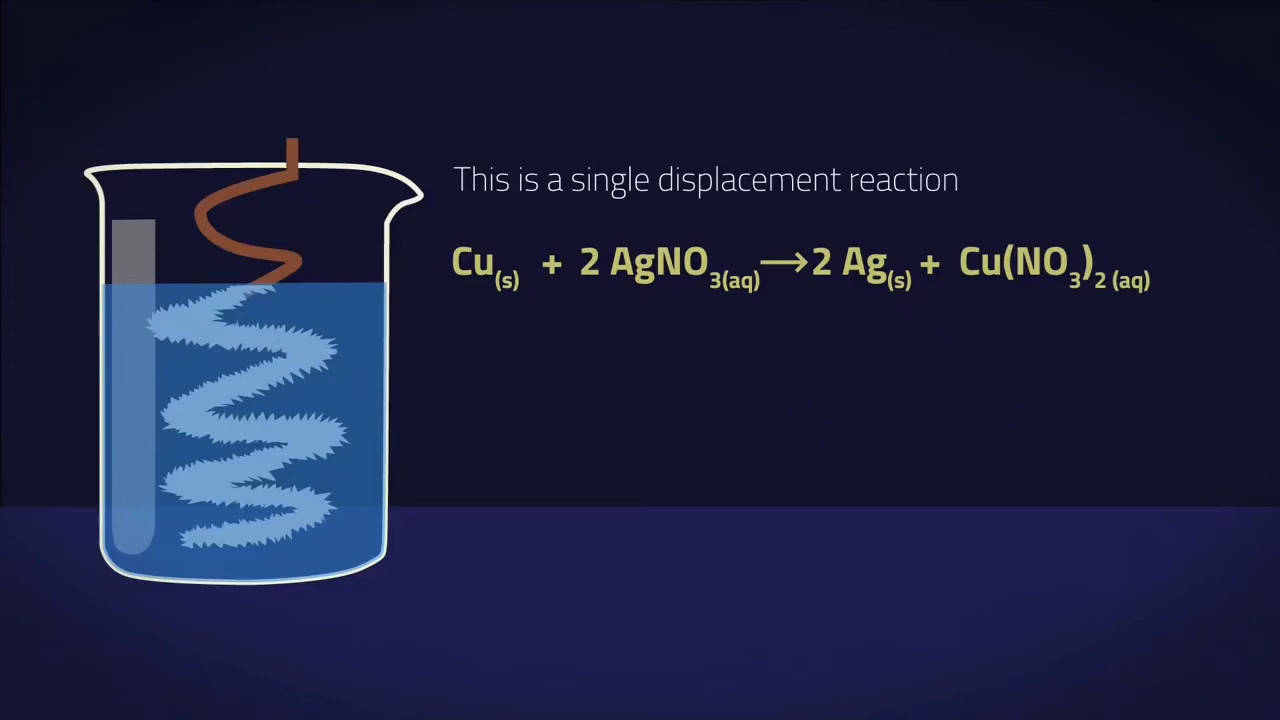 This is a single displacement reaction
Cu(s) + 2 AgNO3(aq) ⟶ 2 Ag(s) + Cu(NO3)2 (aq)